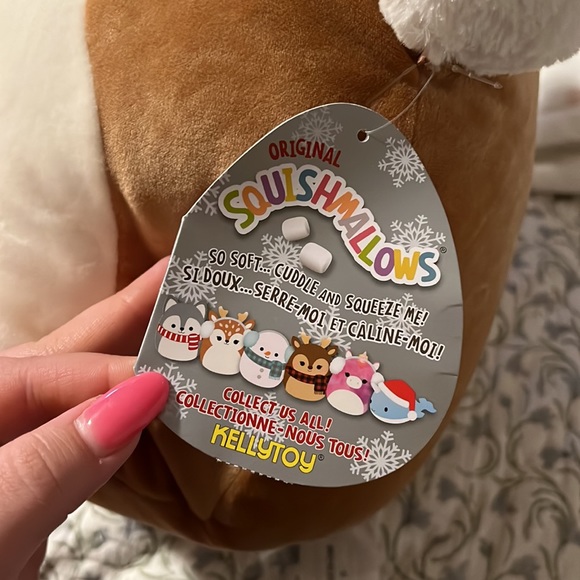 ORIGINAL
SQUISHMALLOWS®
SO SOFT... CUDDLE AND SQUEEZE ME!
SI DOUX...SERRE-MOI ET CÂLINE-MOI!
COLLECT US ALL!
COLLECTIONNE-NOUS TOUS!
KELLYTOY®